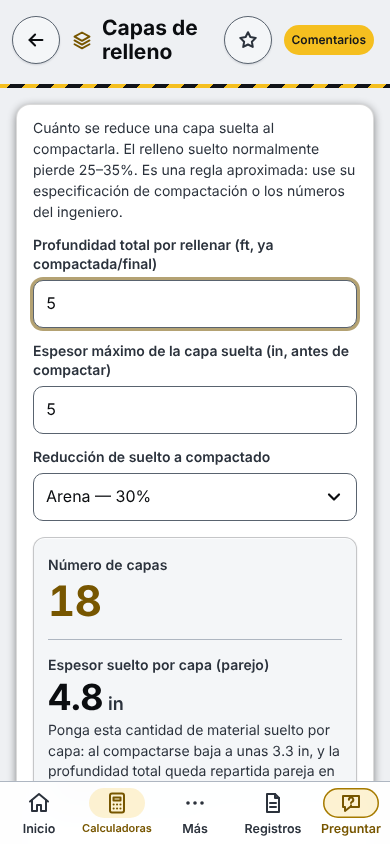 Capas de
relleno
Comentarios
Cuánto se reduce una capa suelta al
compactarla. El relleno suelto normalmente
pierde 25–35%. Es una regla aproximada: use su
especificación de compactación o los números
del ingeniero.
Profundidad total por rellenar (ft, ya
compactada/final)
5
Espesor máximo de la capa suelta (in, antes de
compactar)
5
Reducción de suelto a compactado
Arena — 30%
Número de capas
18
Espesor suelto por capa (parejo)
4.8 in
Ponga esta cantidad de material suelto por
capa: al compactarse baja a unas 3.3 in, y la
profundidad total queda repartida pareja en
Inicio
Calculadoras
Más
Registros
Preguntar